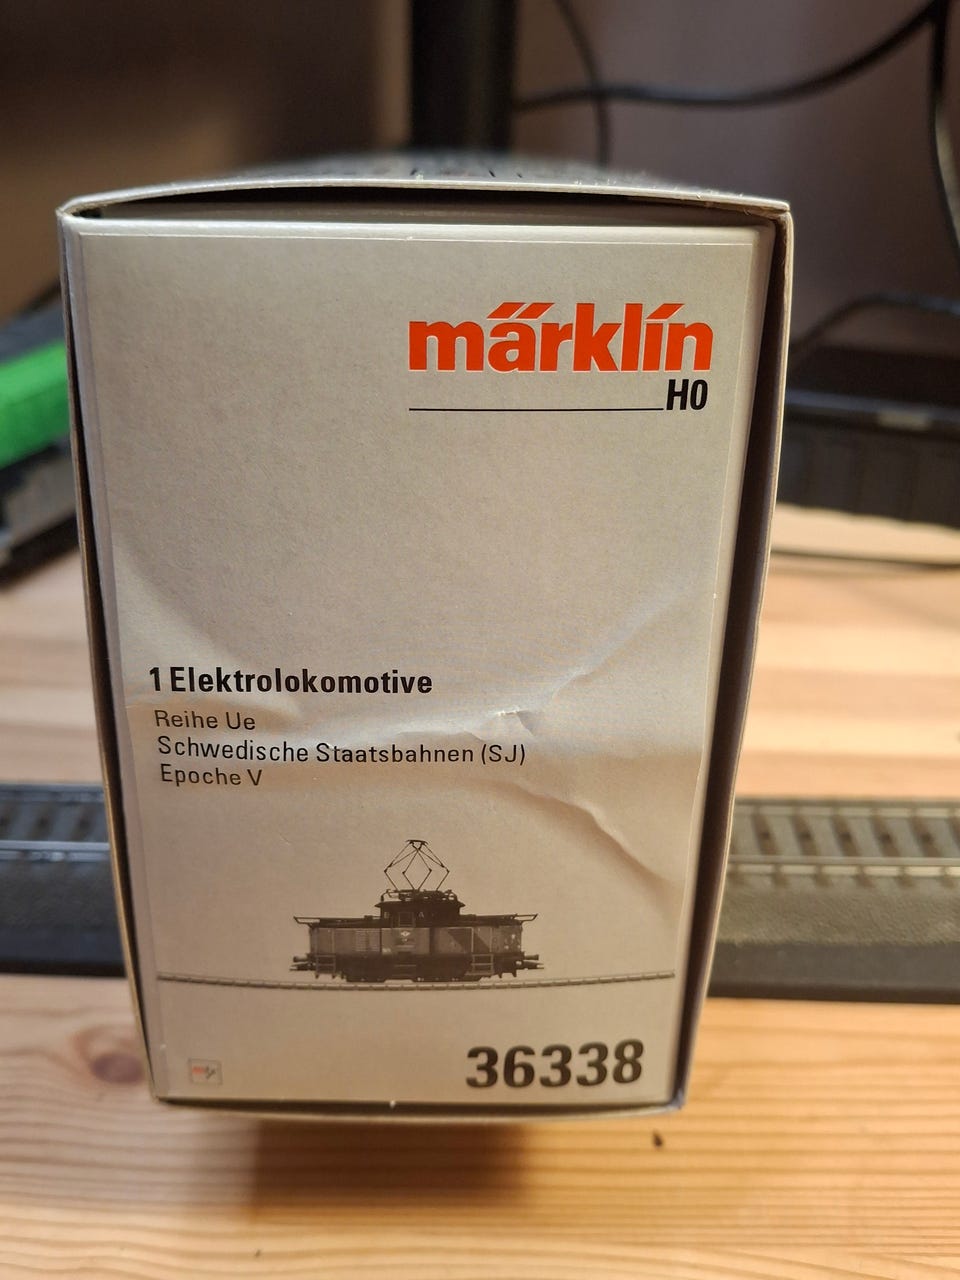 märklin
H0
1 Elektrolokomotive
Reihe Ue
Schwedische Staatsbahnen (SJ)
Epoche V
36338